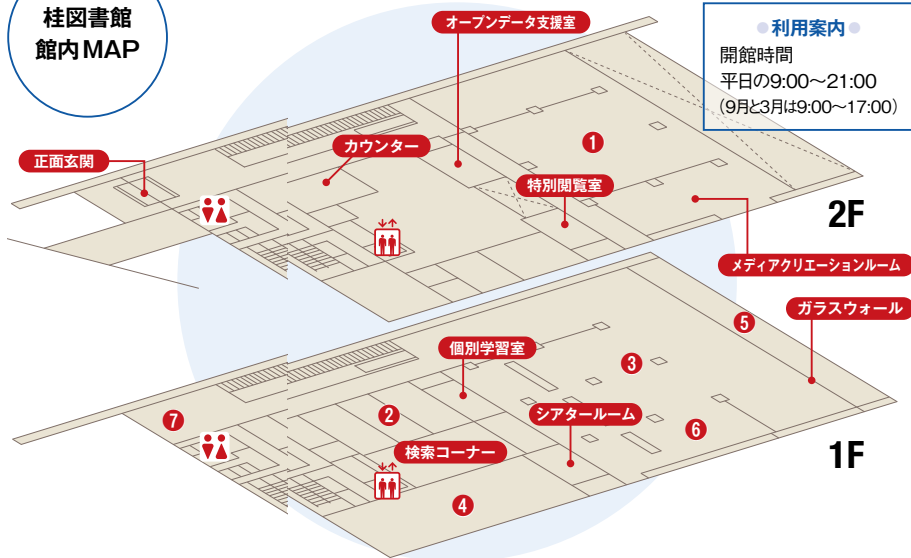 桂図書館
館内MAP
オープンデータ支援室
●利用案内●
開館時間
平日の9:00～21:00
（9月と3月は9:00～17:00）
正面玄関
カウンター
1
特別閲覧室
2F
メディアクリエーションルーム
ガラスウォール
5
個別学習室
3
7
2
シアタールーム
6
検索コーナー
1F
4